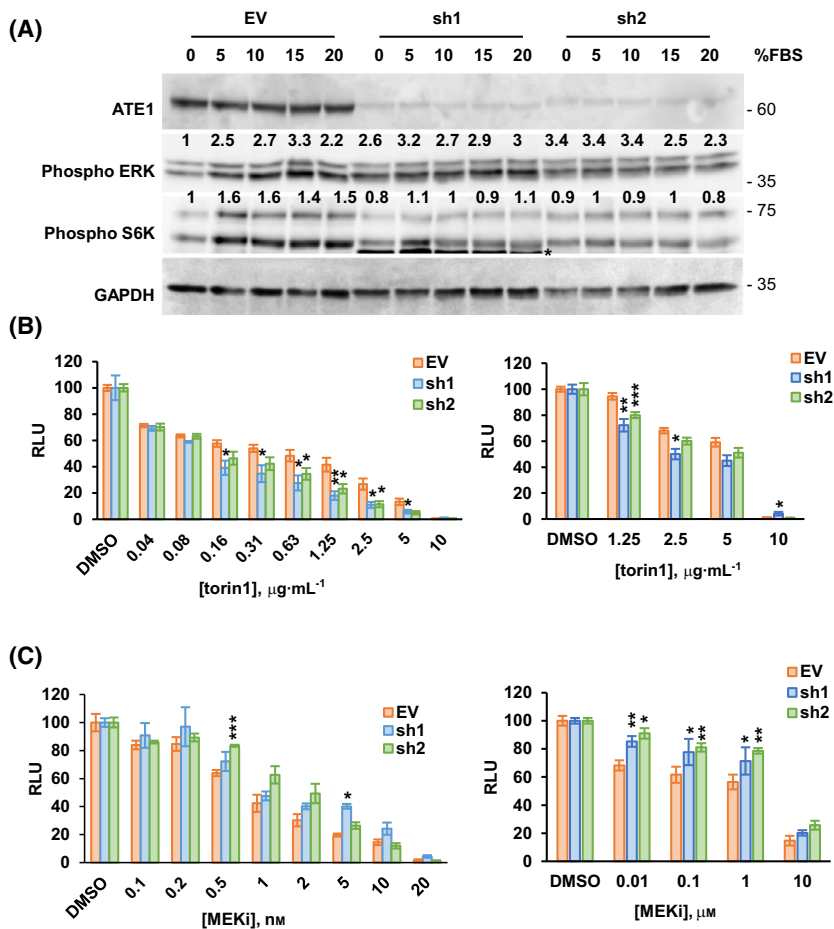 (A)
EV sh1 sh2
0 5 10 15 20 0 5 10 15 20 0 5 10 15 20 %FBS
ATE1 - 60
1 2.5 2.7 3.3 2.2 2.6 3.2 2.7 2.9 3 3.4 3.4 3.4 2.5 2.3
Phospho ERK - 35
1 1.6 1.6 1.4 1.5 0.8 1.1 1 0.9 1.1 0.9 1 0.9 1 0.8 - 75
Phospho S6K *
GAPDH - 35
(B)
120
100
80
60
40
20
0
RLU
EV
sh1
sh2
* * * * ** * * * *
DMSO 0.04 0.08 0.16 0.31 0.63 1.25 2.5 5 10
[torin1], µg·mL⁻¹
120
100
80
60
40
20
0
RLU
EV
sh1
sh2
** *** * *
DMSO 1.25 2.5 5 10
[torin1], µg·mL⁻¹
(C)
120
100
80
60
40
20
0
RLU
EV
sh1
sh2
*** *
DMSO 0.1 0.2 0.5 1 2 5 10 20
[MEKi], nM
120
100
80
60
40
20
0
RLU
EV
sh1
sh2
** * * ** * **
DMSO 0.01 0.1 1 10
[MEKi], µM